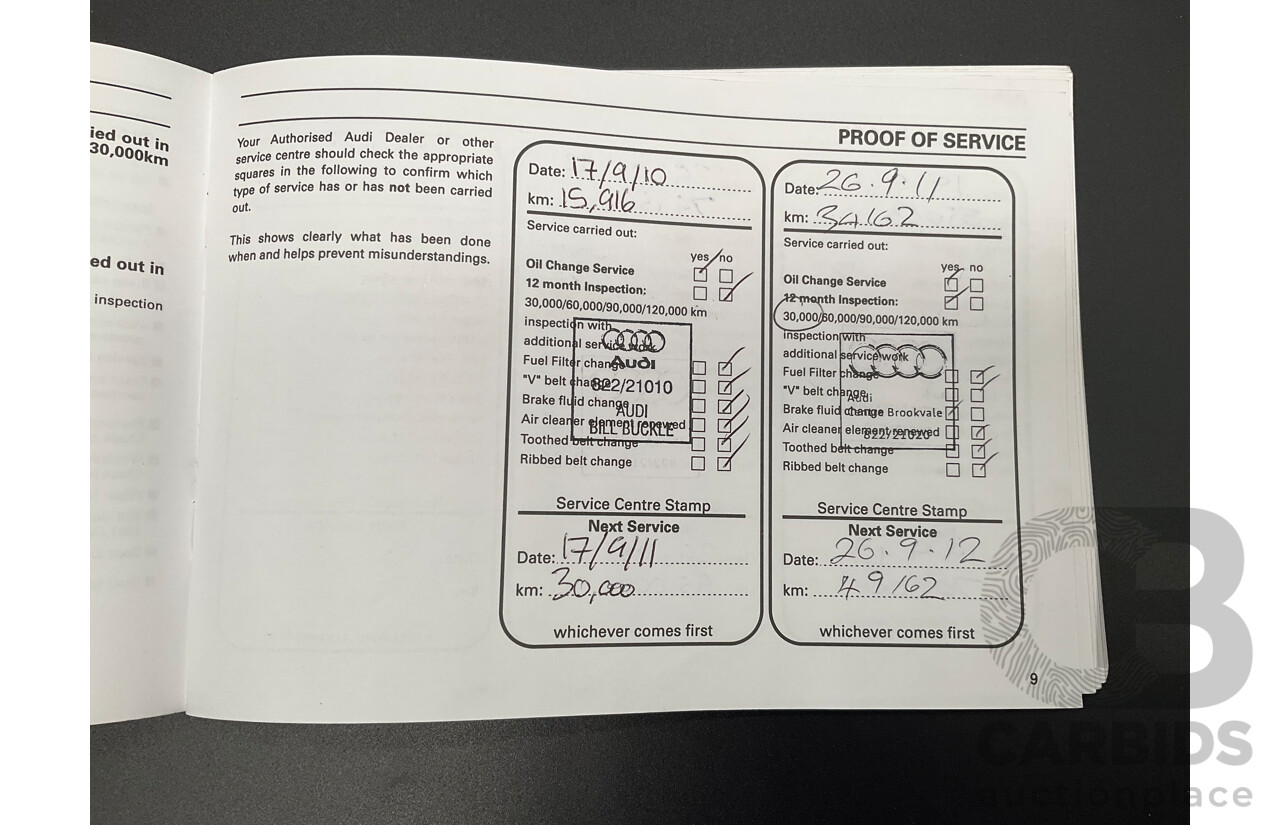 ied out in
30,000km
ed out in
inspection
Your Authorised Audi Dealer or other
service centre should check the appropriate
squares in the following to confirm which
type of service has or has not been carried
out.
This shows clearly what has been done
when and helps prevent misunderstandings.
PROOF OF SERVICE
Date: 17/9/10
km: 15,916
Service carried out:
yes no
Oil Change Service
12 month Inspection:
30,000/60,000/90,000/120,000 km
inspection with
additional service work
Fuel Filter change
"V" belt change
Brake fluid change
Air cleaner element renewed
Toothed belt change
Ribbed belt change
Audi
822/21010
AUDI
BILL BUCKLE
Service Centre Stamp
Next Service
Date: 17/9/11
km: 30,000
whichever comes first
Date: 26.9.11
km: 34162
Service carried out:
yes no
Oil Change Service
12 month Inspection:
30,000/60,000/90,000/120,000 km
inspection with
additional service work
Fuel Filter change
"V" belt change
Brake fluid change
Air cleaner element renewed
Toothed belt change
Ribbed belt change
Audi
Centre Brookvale
Service Centre Stamp
Next Service
Date: 26.9.12
km: 49162
whichever comes first
9
CB
CARBIDS
auctionplace